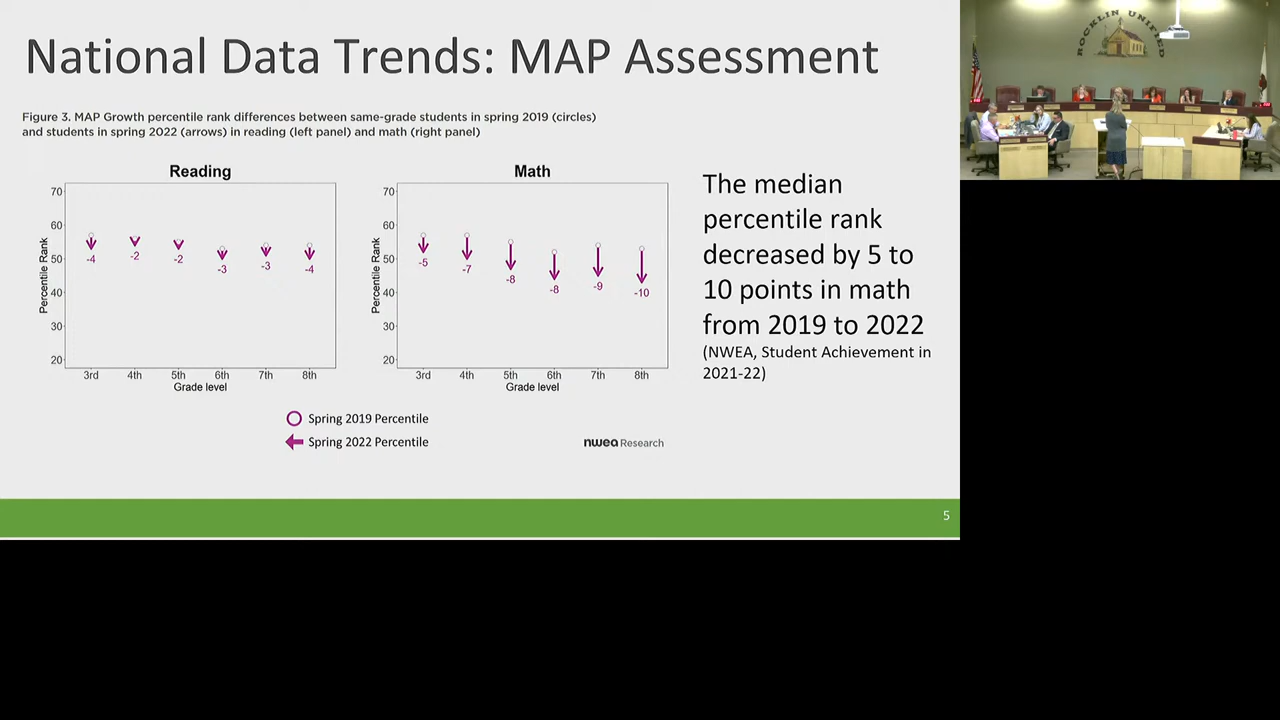 National Data Trends: MAP Assessment
Figure 3. MAP Growth percentile rank differences between same-grade students in spring 2019 (circles)
and students in spring 2022 (arrows) in reading (left panel) and math (right panel)
Reading
Percentile Rank
70
60
50
40
30
20
-4
-2
-2
-3
-3
-4
3rd 4th 5th 6th 7th 8th
Grade level
Math
Percentile Rank
70
60
50
40
30
20
-5
-7
-8
-8
-9
-10
3rd 4th 5th 6th 7th 8th
Grade level
Spring 2019 Percentile
Spring 2022 Percentile
nwea Research
The median
percentile rank
decreased by 5 to
10 points in math
from 2019 to 2022
(NWEA, Student Achievement in
2021-22)
5
ROCKLIN UNIFIED